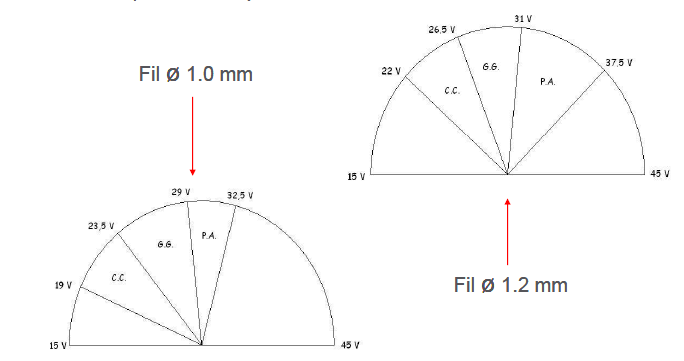 Fil Ø 1.0 mm
29 V
32,5 V
23,5 V
G.G.
P.A.
C.C.
19 V
15 V
45 V
31 V
26,5 V
37,5 V
G.G.
22 V
P.A.
C.C.
15 V
45 V
Fil Ø 1.2 mm